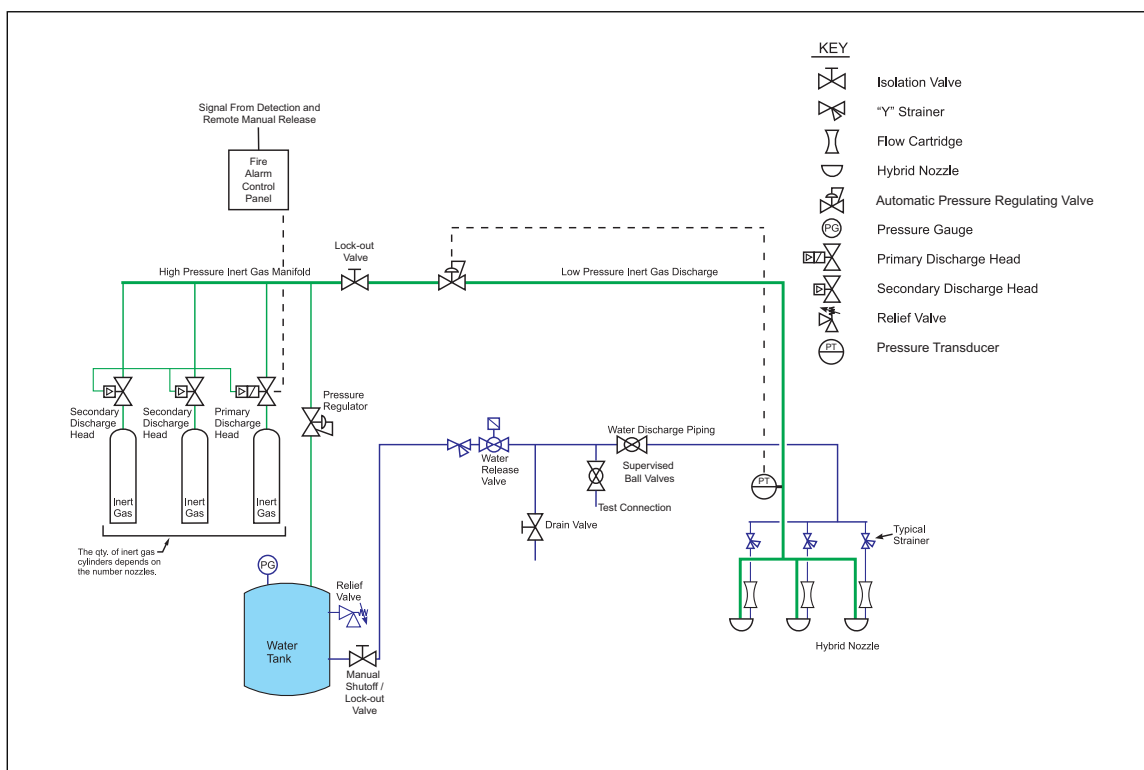 KEY
Isolation Valve
"Y" Strainer
Flow Cartridge
Hybrid Nozzle
Automatic Pressure Regulating Valve
PG
Pressure Gauge
Primary Discharge Head
Secondary Discharge Head
Relief Valve
PT
Pressure Transducer
Signal From Detection and
Remote Manual Release
Fire
Alarm
Control
Panel
Lock-out
Valve
High Pressure Inert Gas Manifold
Low Pressure Inert Gas Discharge
Secondary
Discharge
Head
Secondary
Discharge
Head
Primary
Discharge
Head
Pressure
Regulator
Inert
Gas
Inert
Gas
Inert
Gas
The qty. of inert gas
cylinders depends on
the number nozzles.
PG
Relief
Valve
Water
Tank
Manual
Shutoff /
Lock-out
Valve
Water
Release
Valve
Water Discharge Piping
Supervised
Ball Valves
Test Connection
Drain Valve
PT
Typical
Strainer
Hybrid Nozzle